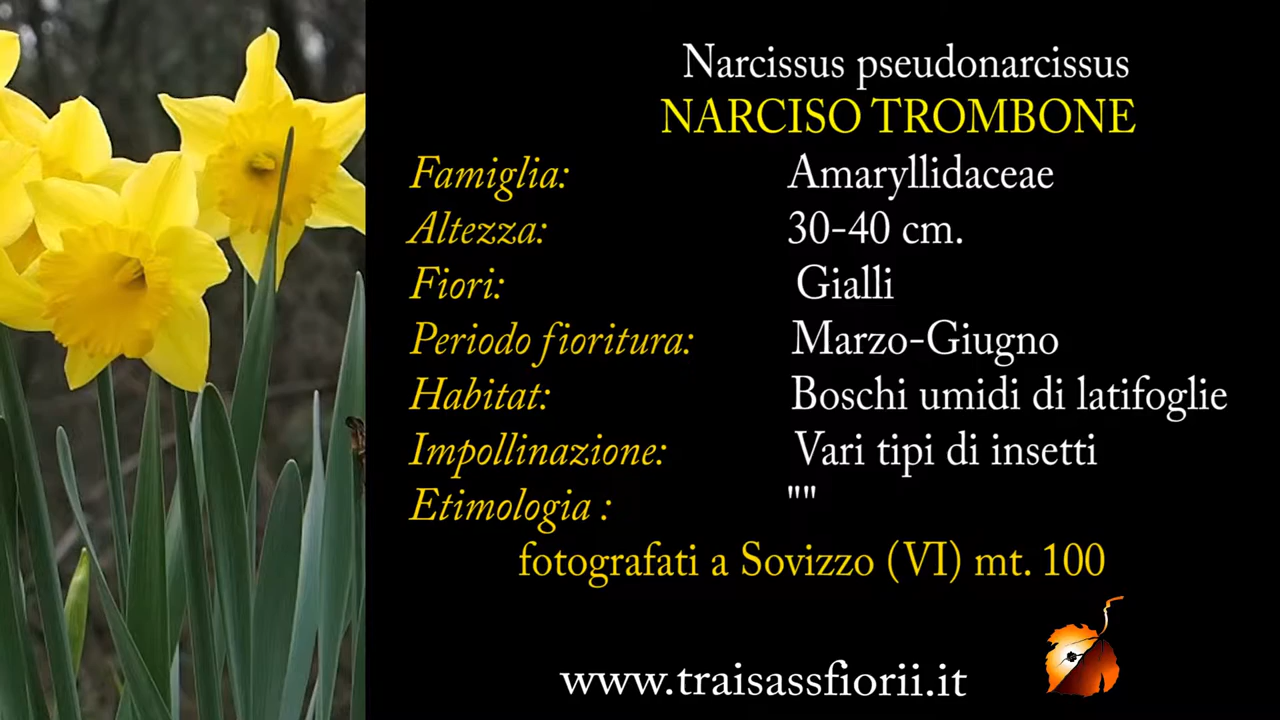 Narcissus pseudonarcissus
NARCISO TROMBONE
Famiglia: Amaryllidaceae
Altezza: 30-40 cm.
Fiori: Gialli
Periodo fioritura: Marzo-Giugno
Habitat: Boschi umidi di latifoglie
Impollinazione: Vari tipi di insetti
Etimologia : ""
fotografati a Sovizzo (VI) mt. 100
www.traisassfiorii.it